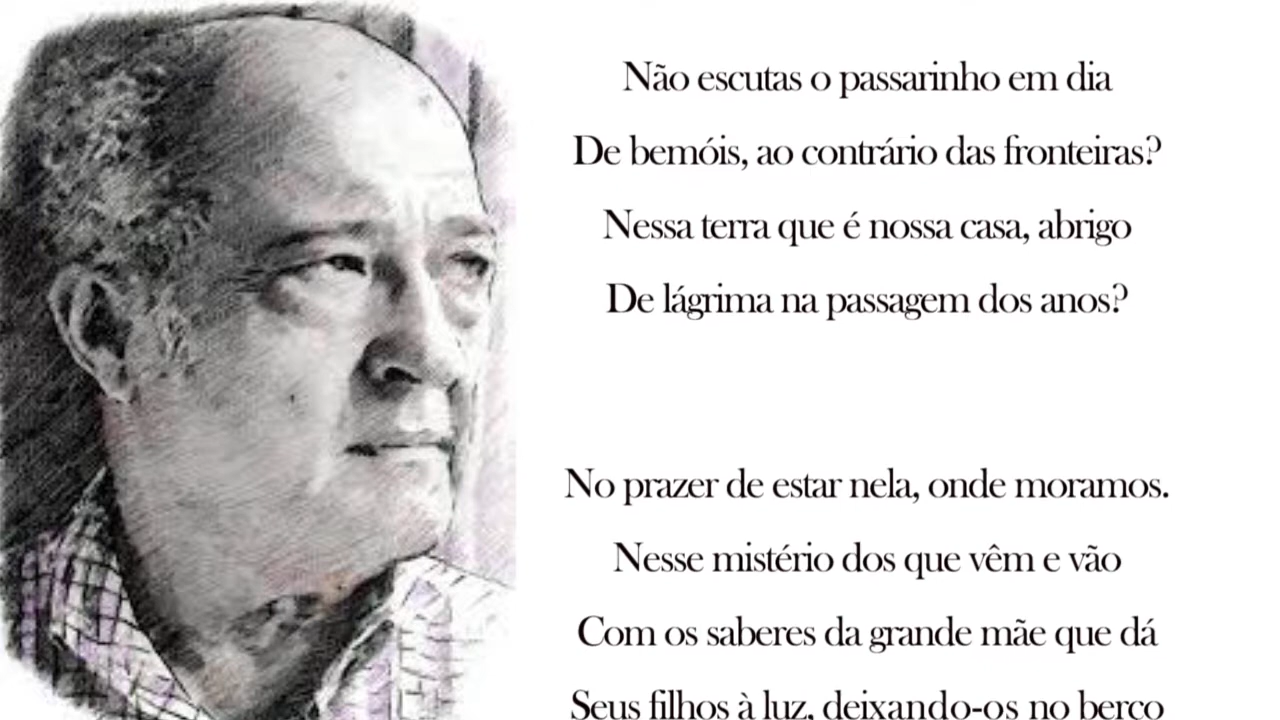 Não escutas o passarinho em dia
De bemóis, ao contrário das fronteiras?
Nessa terra que é nossa casa, abrigo
De lágrima na passagem dos anos?
No prazer de estar nela, onde moramos.
Nesse mistério dos que vêm e vão
Com os saberes da grande mãe que dá
Seus filhos à luz, deixando-os no berço